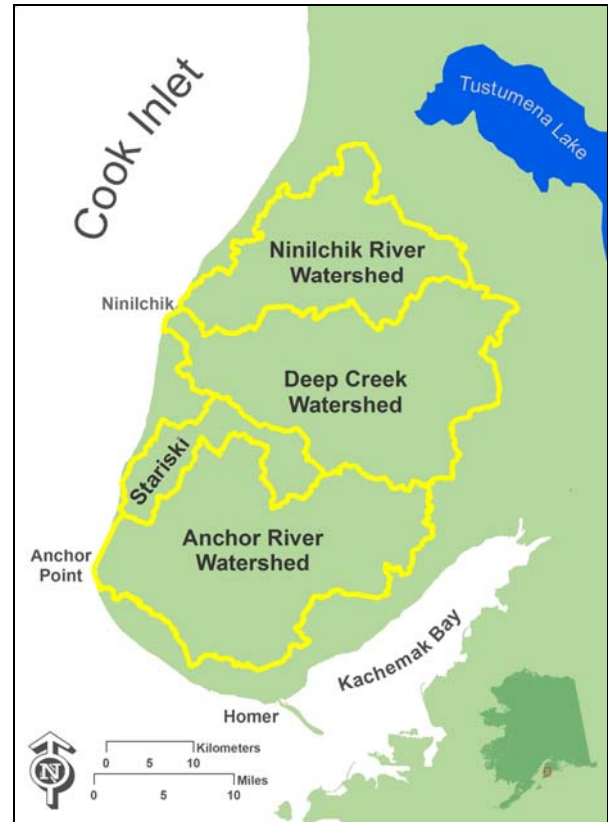 Cook Inlet
Tustumena Lake
Ninilchik River
Watershed
Ninilchik
Deep Creek
Watershed
Stariski
Anchor River
Watershed
Anchor
Point
Kachemak Bay
Homer
N
Kilometers
0 5 10
Miles
0 5 10